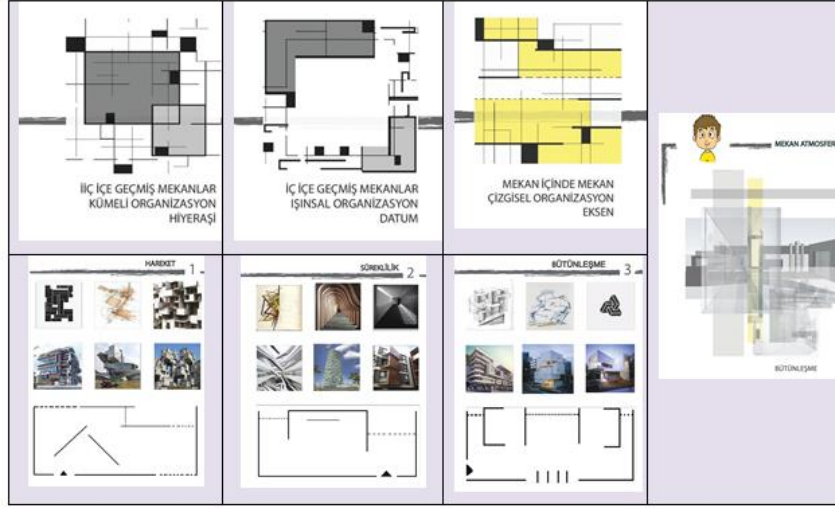 İİÇ İÇE GEÇMİŞ MEKANLAR
KÜMELİ ORGANİZASYON
HİYERAŞİ
İÇ İÇE GEÇMİŞ MEKANLAR
IŞINSAL ORGANİZASYON
DATUM
MEKAN İÇİNDE MEKAN
ÇİZGİSEL ORGANİZASYON
EKSEN
MEKAN ATMOSFER
BÜTÜNLEŞME
HAREKET 1
SÜREKLİLİK 2
BÜTÜNLEŞME 3